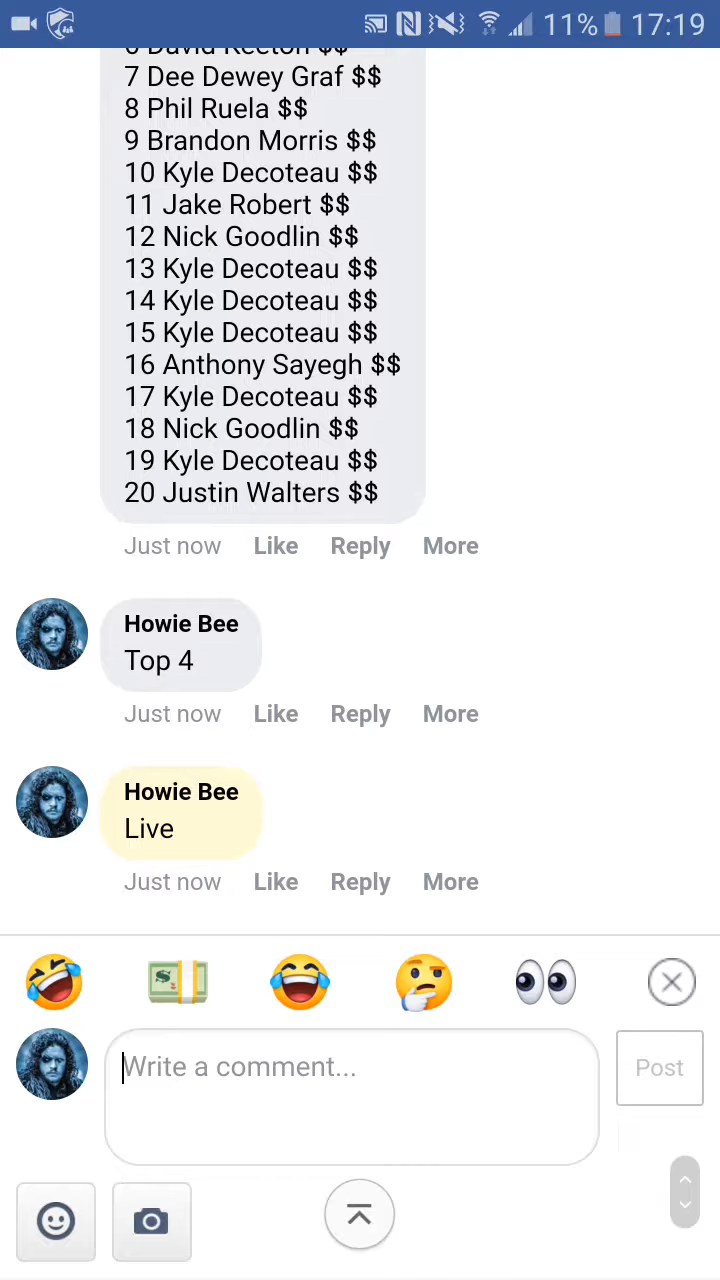 11% 17:19
6 David Keeton $$
7 Dee Dewey Graf $$
8 Phil Ruela $$
9 Brandon Morris $$
10 Kyle Decoteau $$
11 Jake Robert $$
12 Nick Goodlin $$
13 Kyle Decoteau $$
14 Kyle Decoteau $$
15 Kyle Decoteau $$
16 Anthony Sayegh $$
17 Kyle Decoteau $$
18 Nick Goodlin $$
19 Kyle Decoteau $$
20 Justin Walters $$
Just now Like Reply More
Howie Bee
Top 4
Just now Like Reply More
Howie Bee
Live
Just now Like Reply More
Write a comment...
Post